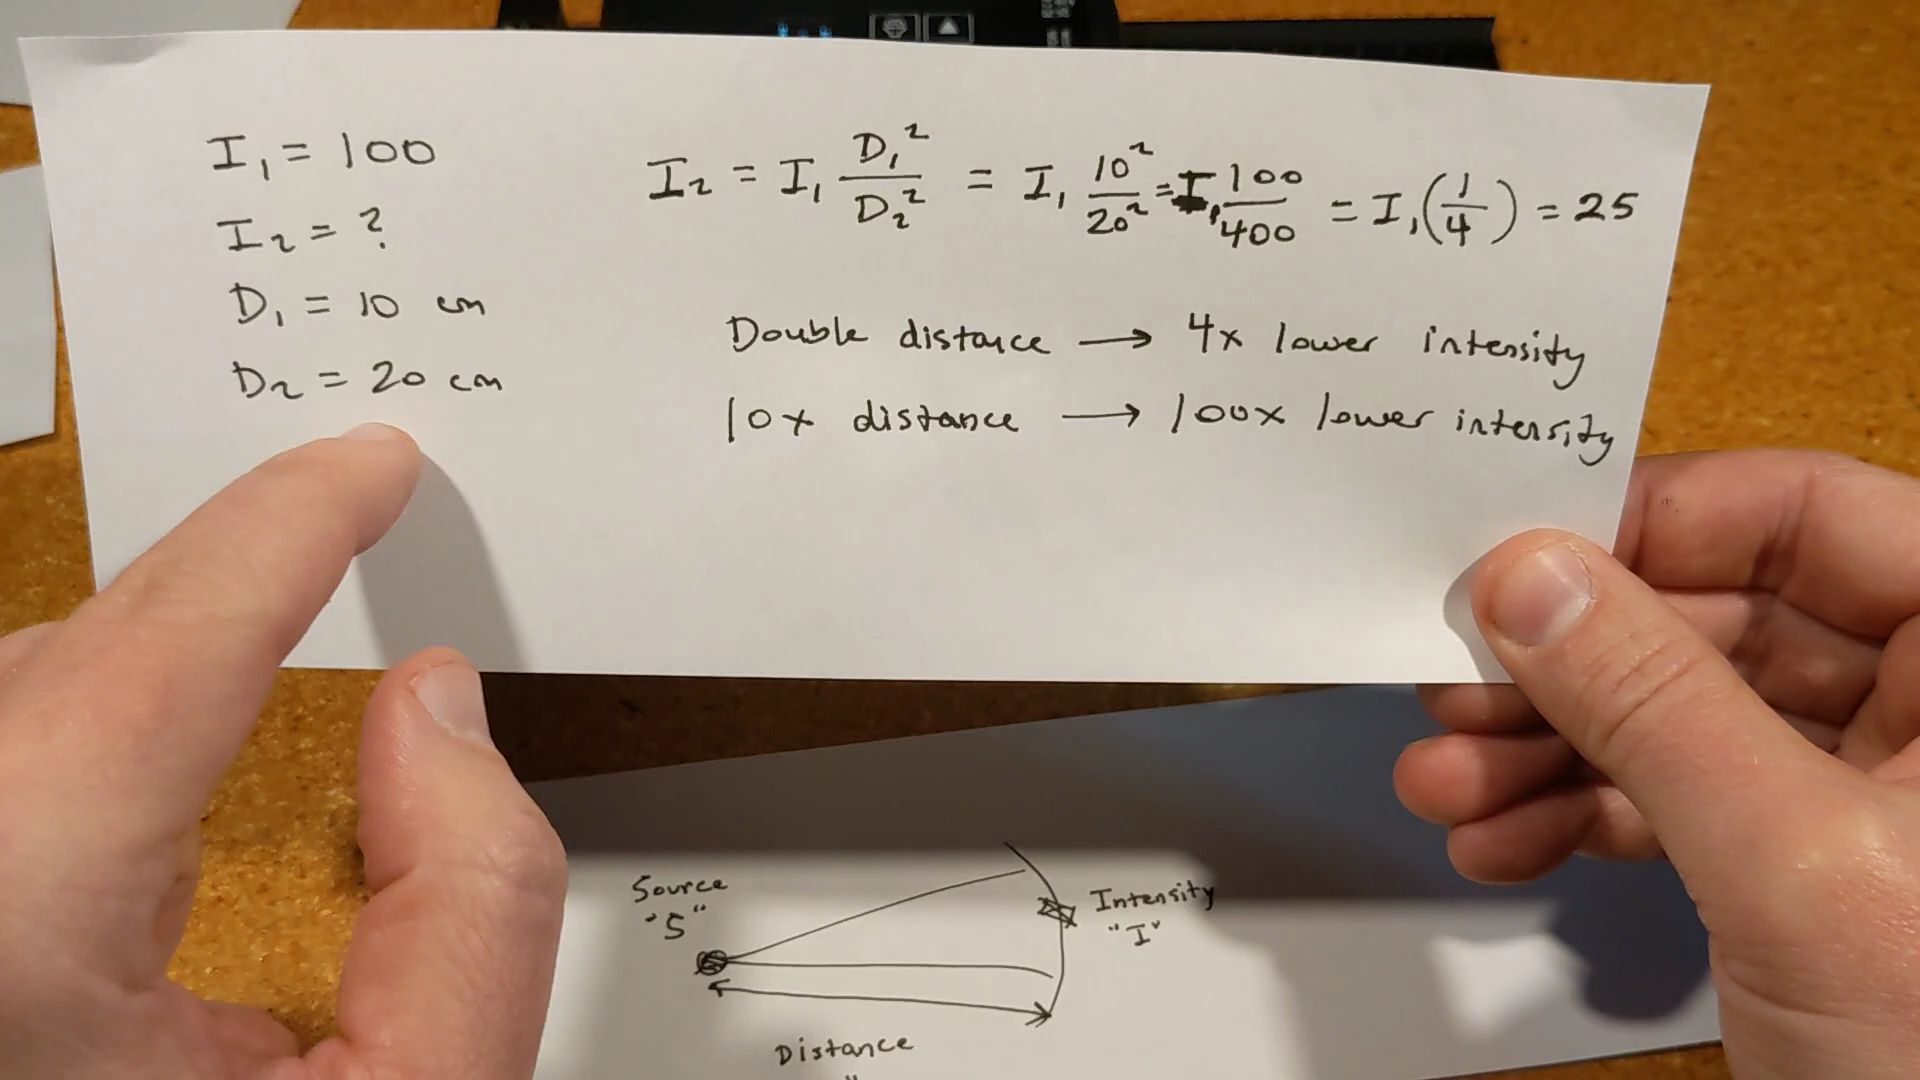 I₁ = 100
I₂ = ?
D₁ = 10 cm
D₂ = 20 cm
I₂ = I₁ D₁²/D₂² = I₁ 10²/20² = I₁ 100/400 = I₁(1/4) = 25
Double distance → 4x lower intensity
10x distance → 100x lower intensity
Source
"S"
Intensity
"I"
Distance